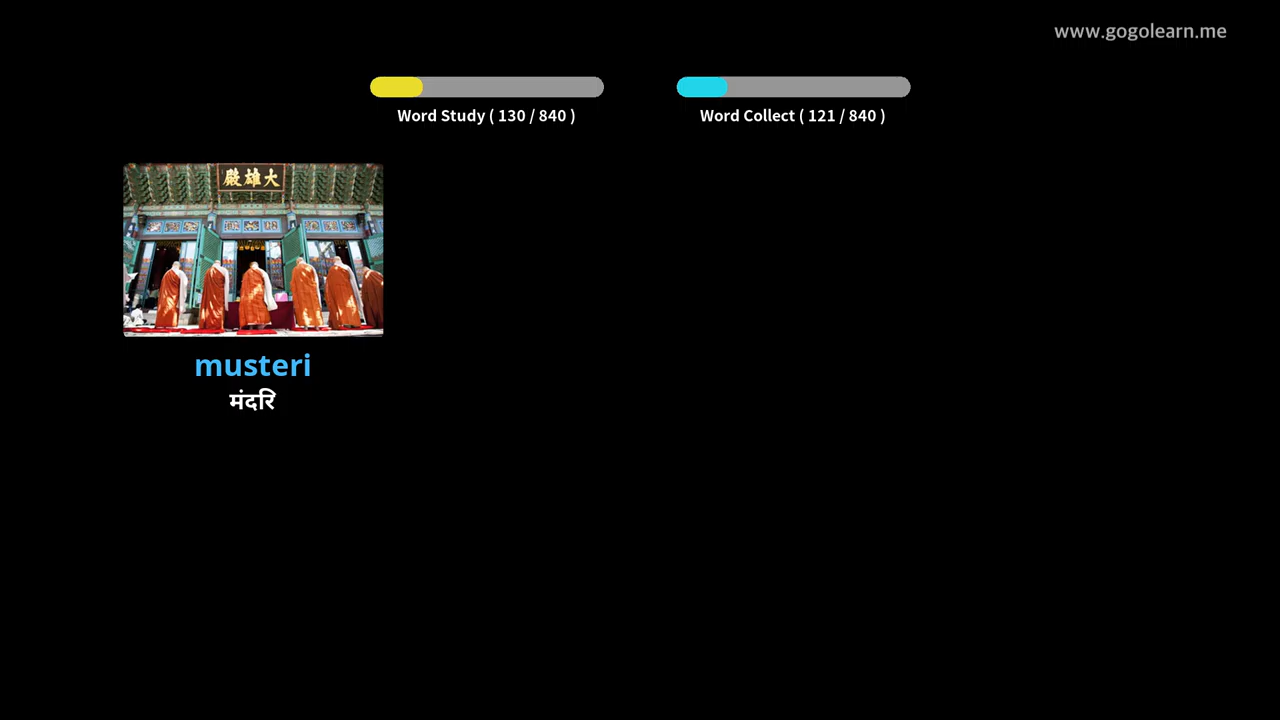 www.gogolearn.me
Word Study ( 130 / 840 )
Word Collect ( 121 / 840 )
殿雄大
musteri
मंदरि